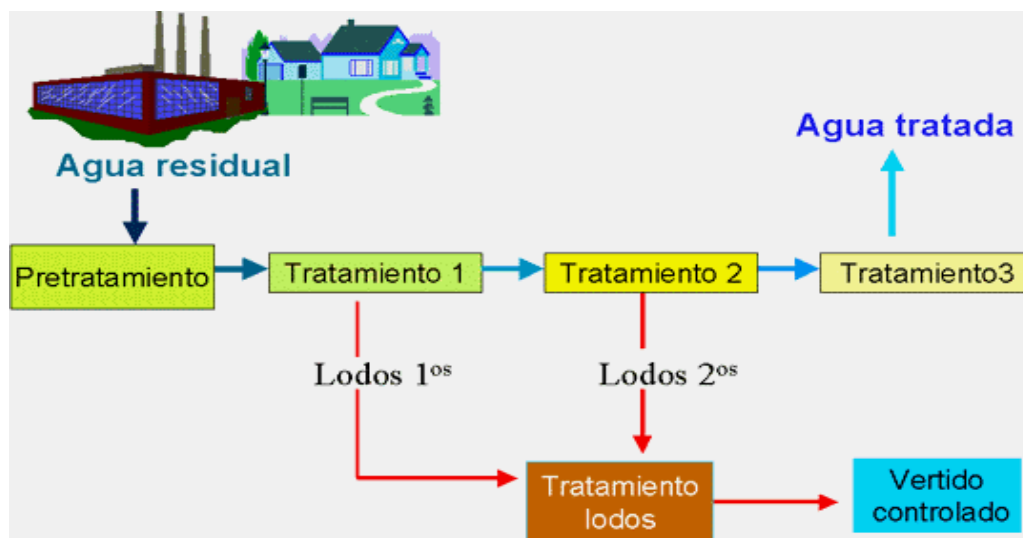 Agua residual
Agua tratada
Pretratamiento
Tratamiento 1
Tratamiento 2
Tratamiento3
Lodos 1os
Lodos 2os
Tratamiento
lodos
Vertido
controlado